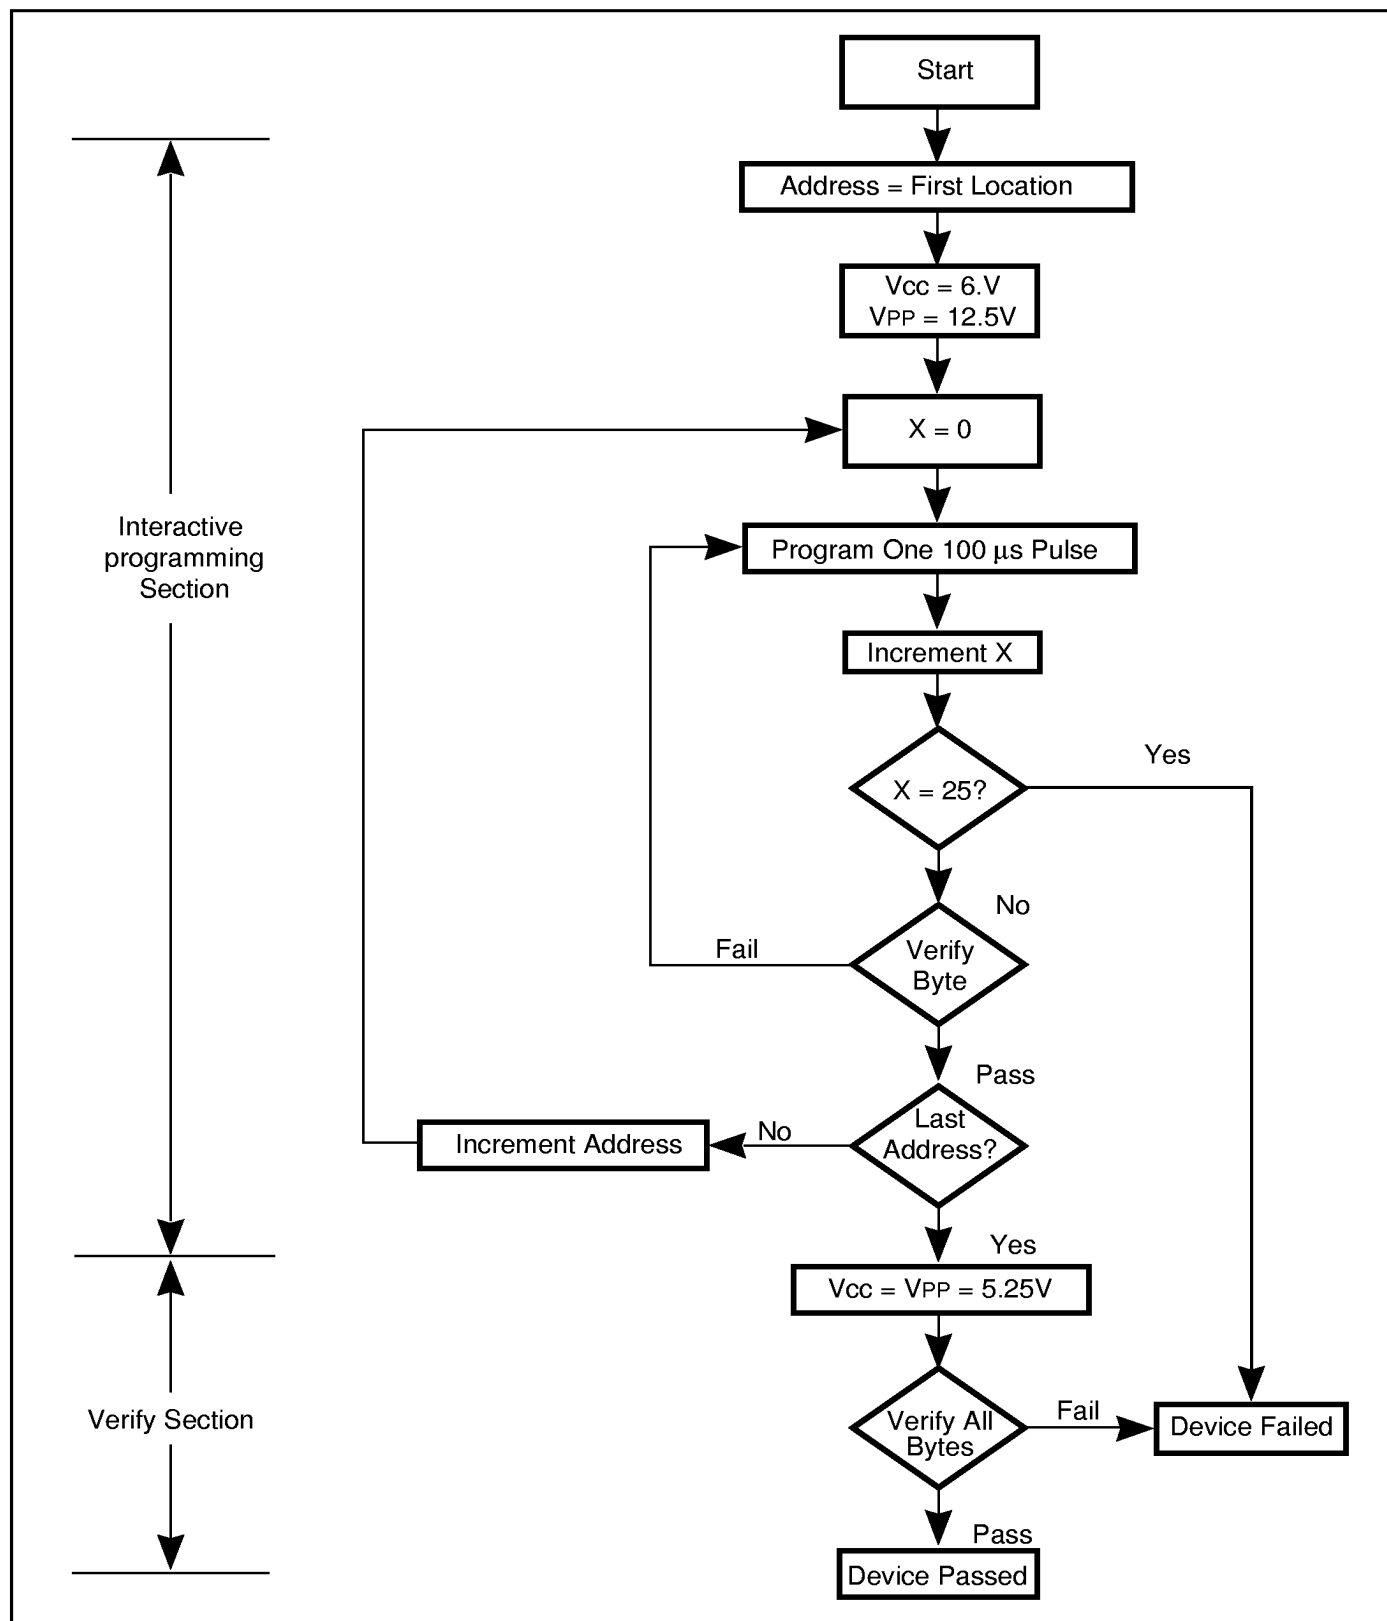 Start
Address = First Location
Vcc = 6.V
VPP = 12.5V
X = 0
Interactive
programming
Section
Program One 100 μs Pulse
Increment X
X = 25?
Yes
No
Verify
Byte
Fail
Pass
Last
Address?
No
Increment Address
Yes
Vcc = VPP = 5.25V
Verify Section
Verify All
Bytes
Fail
Device Failed
Pass
Device Passed